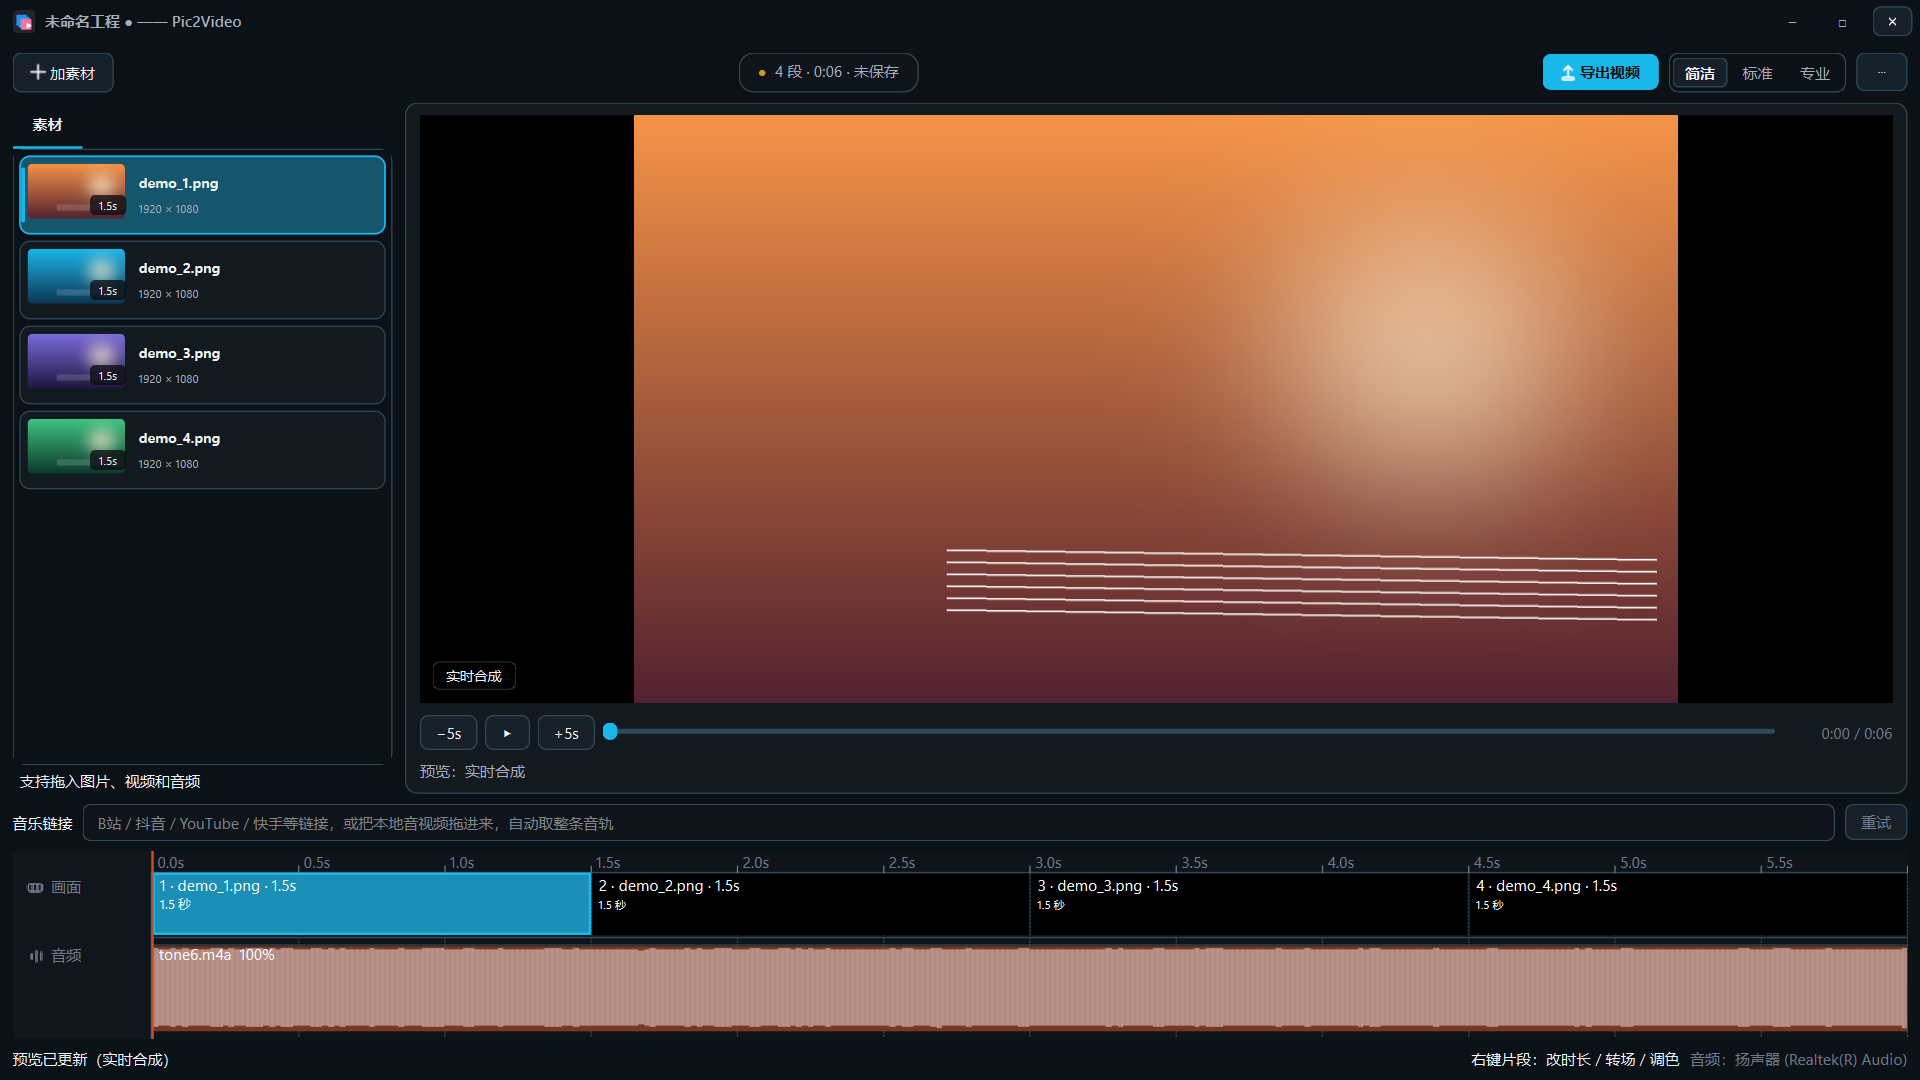 未命名工程 ● —— Pic2Video
加素材
● 4 段 · 0:06 · 未保存
导出视频
简洁 标准 专业 ...
素材
demo_1.png
1920 × 1080
1.5s
demo_2.png
1920 × 1080
1.5s
demo_3.png
1920 × 1080
1.5s
demo_4.png
1920 × 1080
1.5s
支持拖入图片、视频和音频
实时合成
−5s +5s 0:00 / 0:06
预览：实时合成
音乐链接 B站 / 抖音 / YouTube / 快手等链接，或把本地音视频拖进来，自动取整条音轨 重试
0.0s 0.5s 1.0s 1.5s 2.0s 2.5s 3.0s 3.5s 4.0s 4.5s 5.0s 5.5s
画面
1 · demo_1.png · 1.5s
1.5 秒
2 · demo_2.png · 1.5s
1.5 秒
3 · demo_3.png · 1.5s
1.5 秒
4 · demo_4.png · 1.5s
1.5 秒
音频
tone6.m4a 100%
预览已更新（实时合成）
右键片段：改时长 / 转场 / 调色 音频：扬声器 (Realtek(R) Audio)